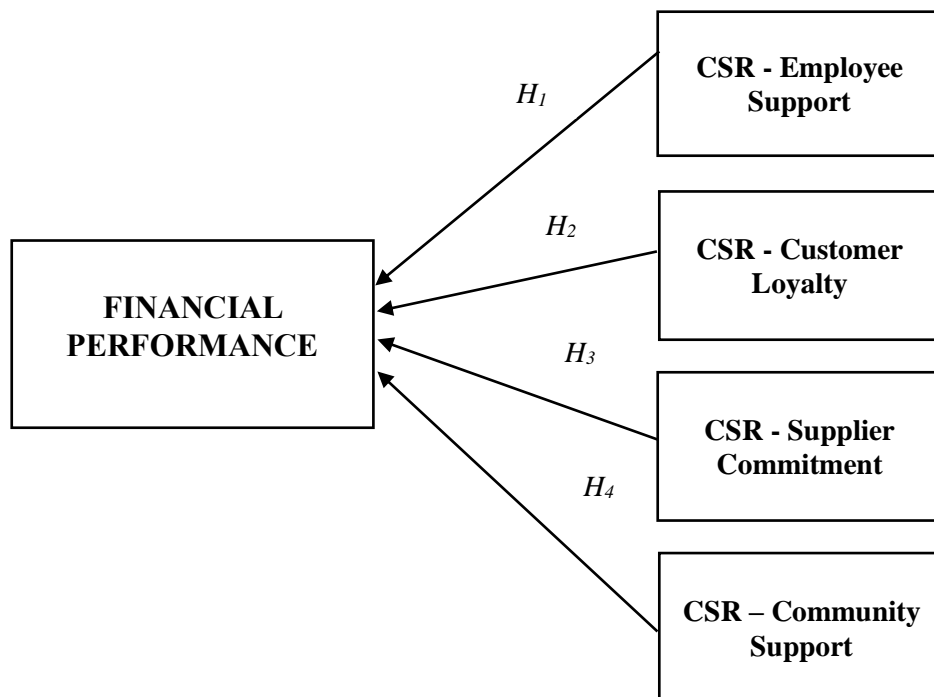 CSR - Employee
Support
H1
CSR - Customer
Loyalty
H2
FINANCIAL
PERFORMANCE
H3
CSR - Supplier
Commitment
H4
CSR – Community
Support